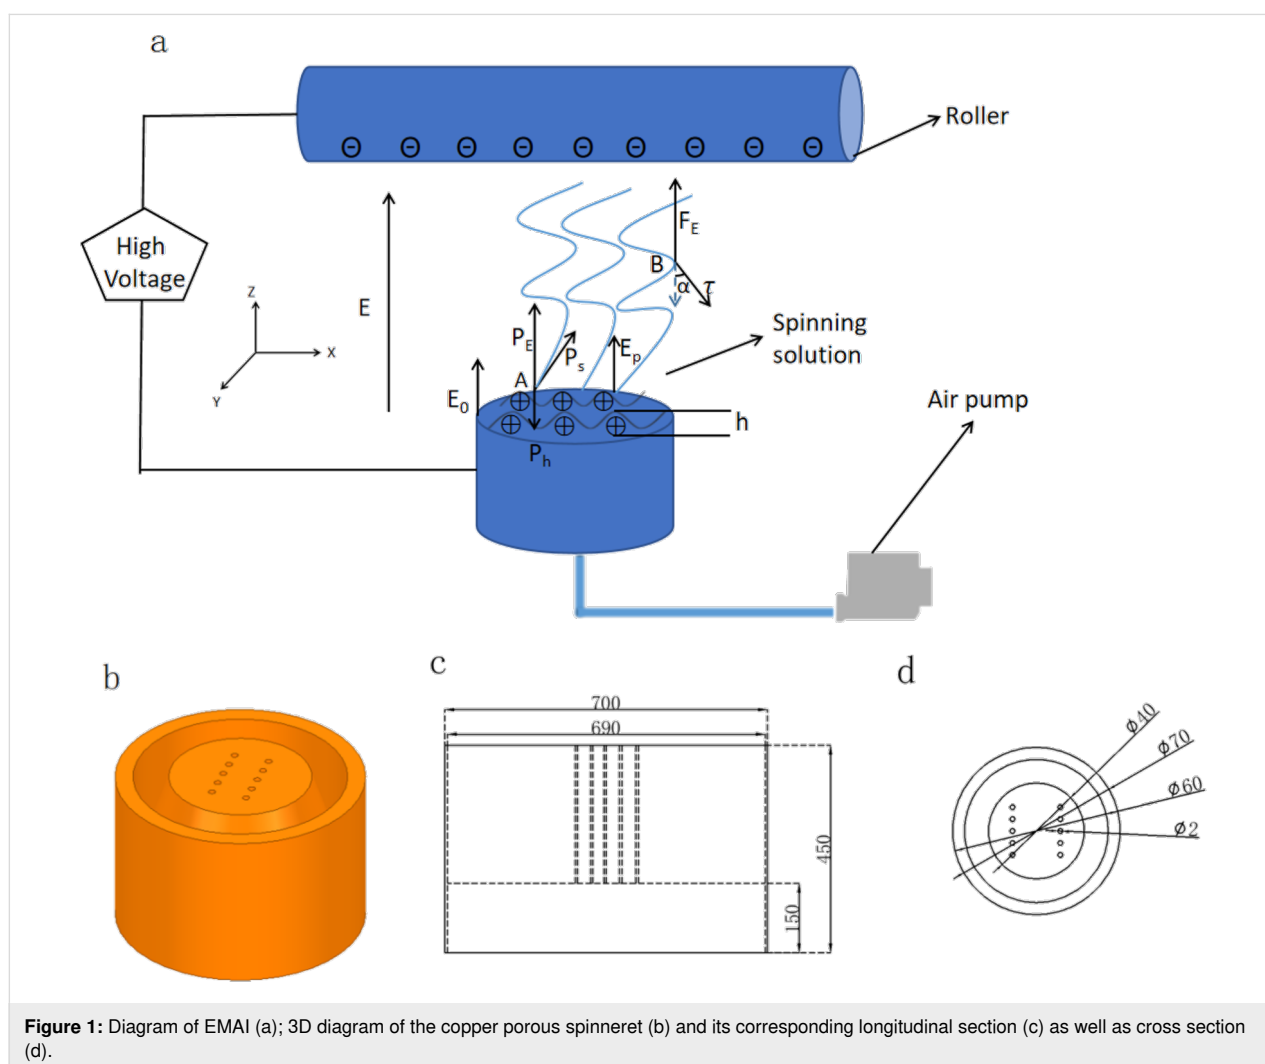 a
Roller
High
Voltage
Z
X
Y
E
F_E
B
α
τ
P_E
P_s
E_p
A
E_0
P_h
h
Spinning
solution
Air pump
b
c
700
690
450
150
d
ϕ40
ϕ70
ϕ60
ϕ2
Figure 1: Diagram of EMAI (a); 3D diagram of the copper porous spinneret (b) and its corresponding longitudinal section (c) as well as cross section
(d).